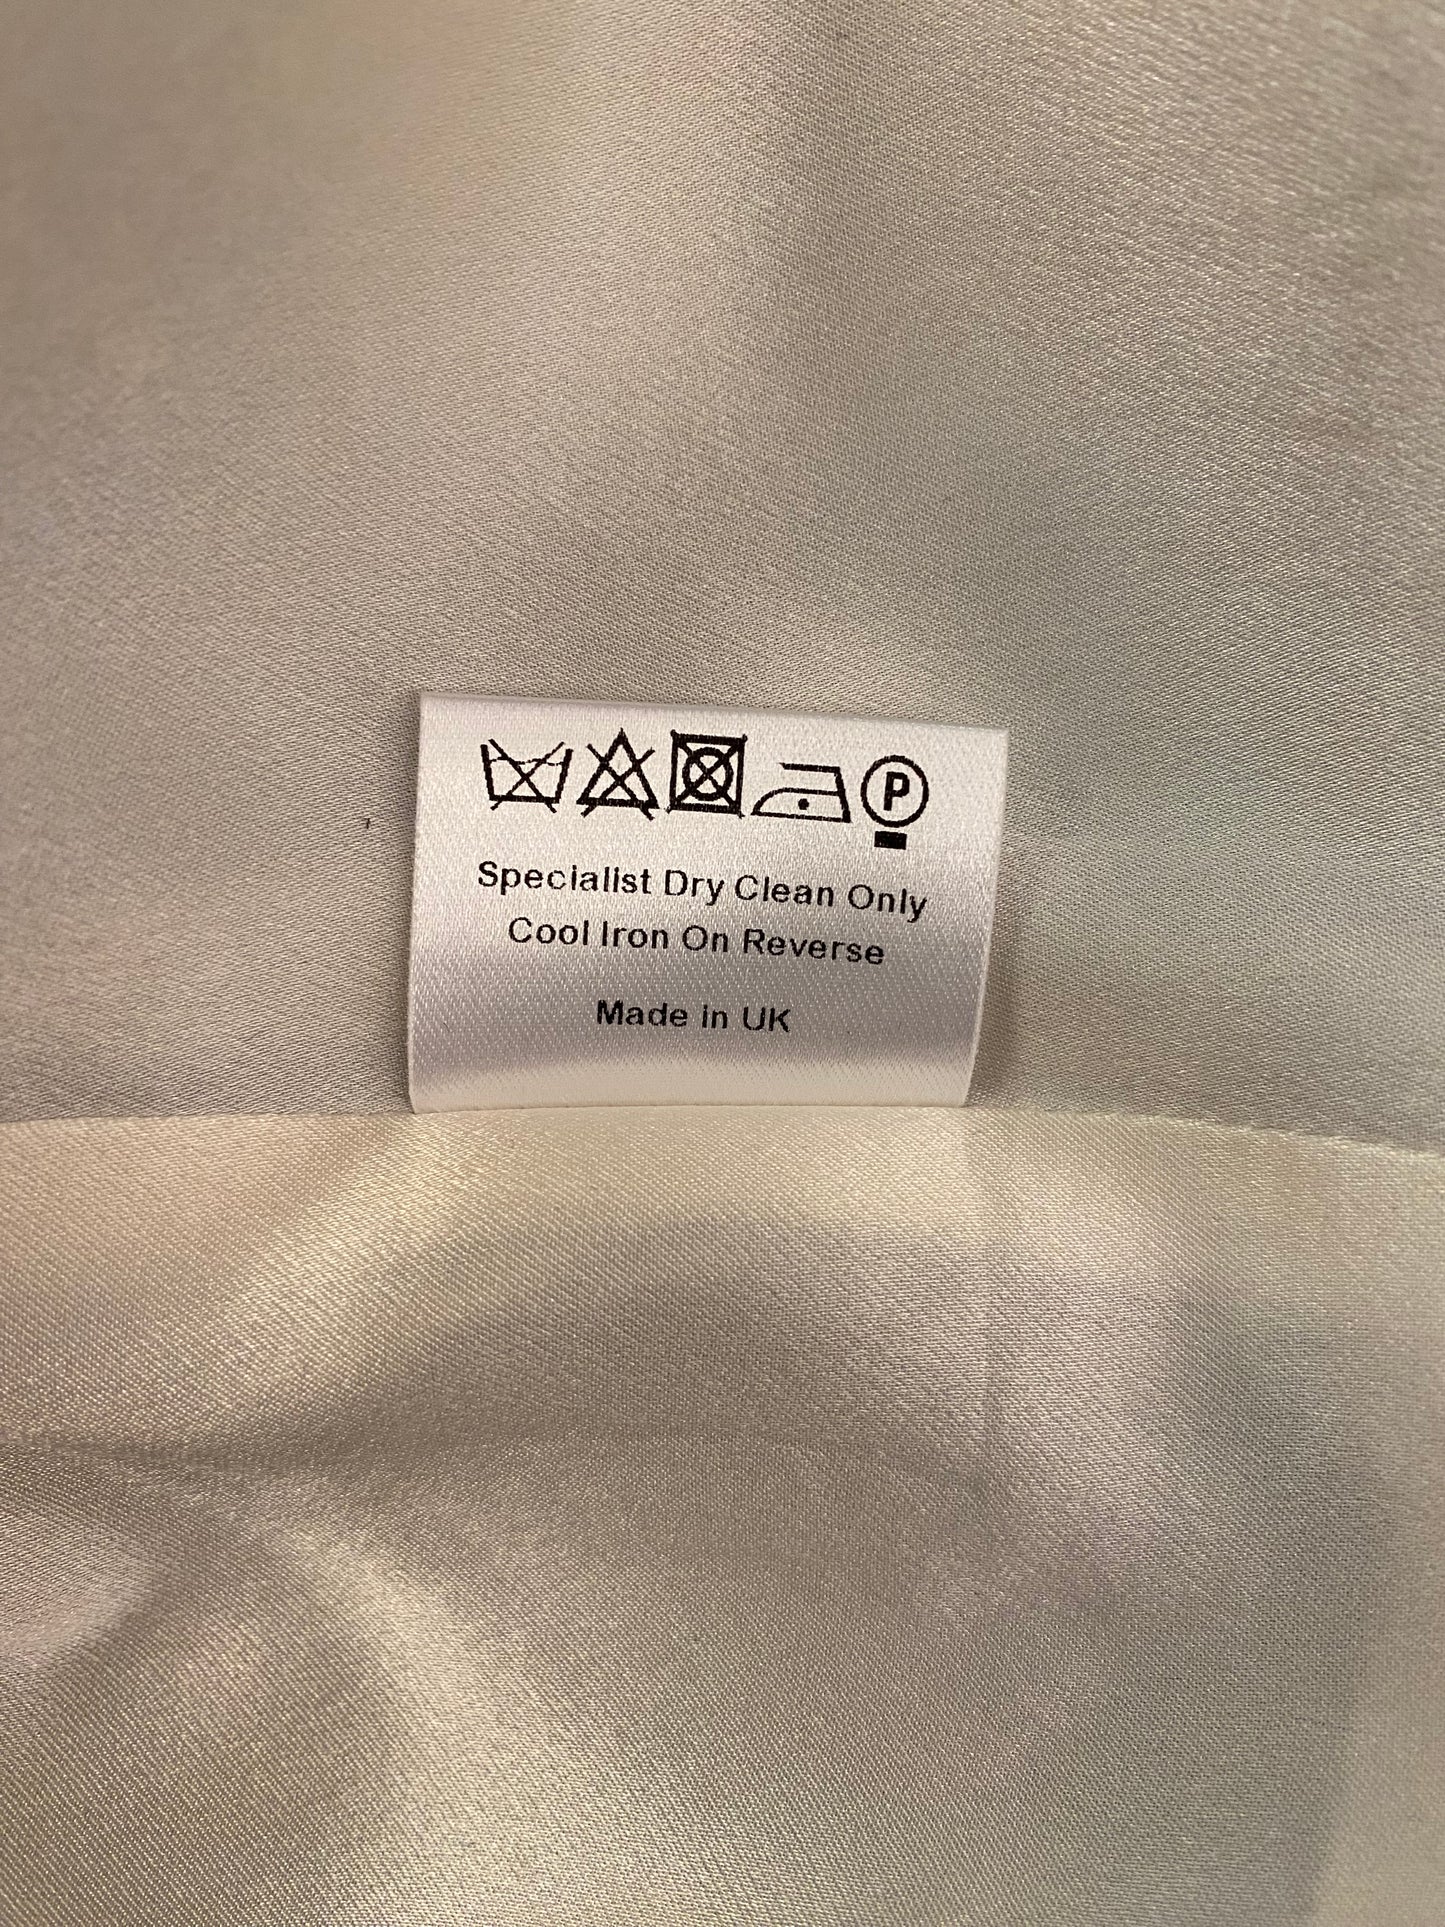 P
Specialist Dry Clean Only
Cool Iron On Reverse
Made in UK